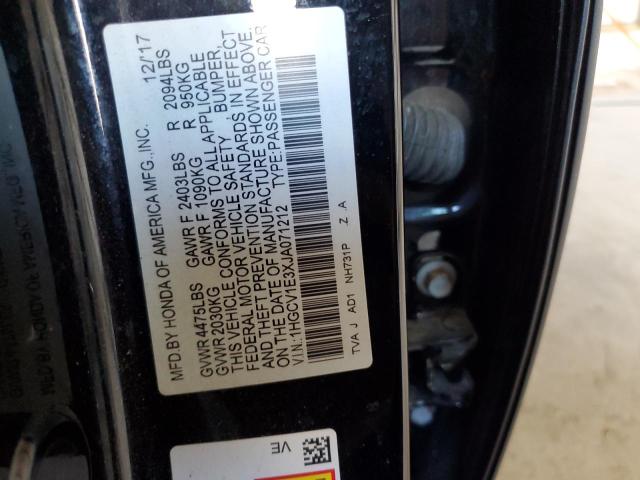 MFD.BY HONDA OF AMERICA MFG.,INC. 12/17
GVWR 4475LBS GAWR F 2403LBS R 2094LBS
GVWR 2030KG GAWR F 1090KG R 950KG
THIS VEHICLE CONFORMS TO ALL APPLICABLE
FEDERAL MOTOR VEHICLE SAFETY , BUMPER,
AND THEFT PREVENTION STANDARDS IN EFFECT
ON THE DATE OF MANUFACTURE SHOWN ABOVE.
V.I.N.:1HGCV1E3XJA071212 TYPE:PASSENGER CAR
TVA J AD1 NH731P Z A
VE